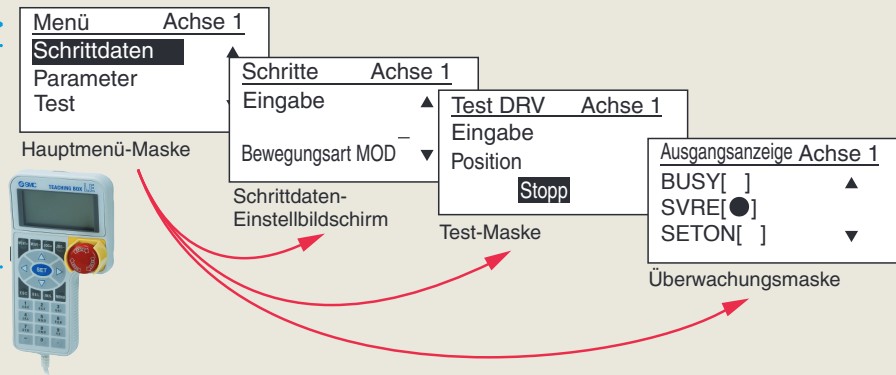 Menü Achse 1
Schrittdaten
Parameter
Test
Hauptmenü-Maske
Schritte Achse 1
Eingabe
Bewegungsart MOD
Schrittdaten-
Einstellbildschirm
Test DRV Achse 1
Eingabe
Position
Stopp
Test-Maske
Ausgangsanzeige Achse 1
BUSY[ ]
SVRE[●]
SETON[ ]
Überwachungsmaske
SMC TEACHING BOX
SET